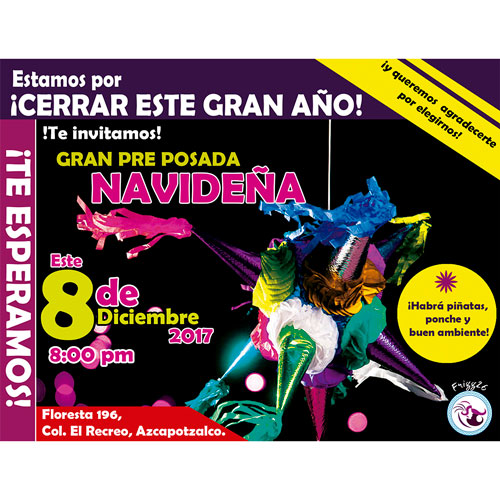 Estamos por
¡CERRAR ESTE GRAN AÑO!
¡y queremos agradecerte
por elegirnos!
¡TE ESPERAMOS!
!Te invitamos!
GRAN PRE POSADA
NAVIDEÑA
Este
8 de
Diciembre
2017
8:00 pm
¡Habrá piñatas,
ponche y
buen ambiente!
Frigg26
Floresta 196,
Col. El Recreo, Azcapotzalco.